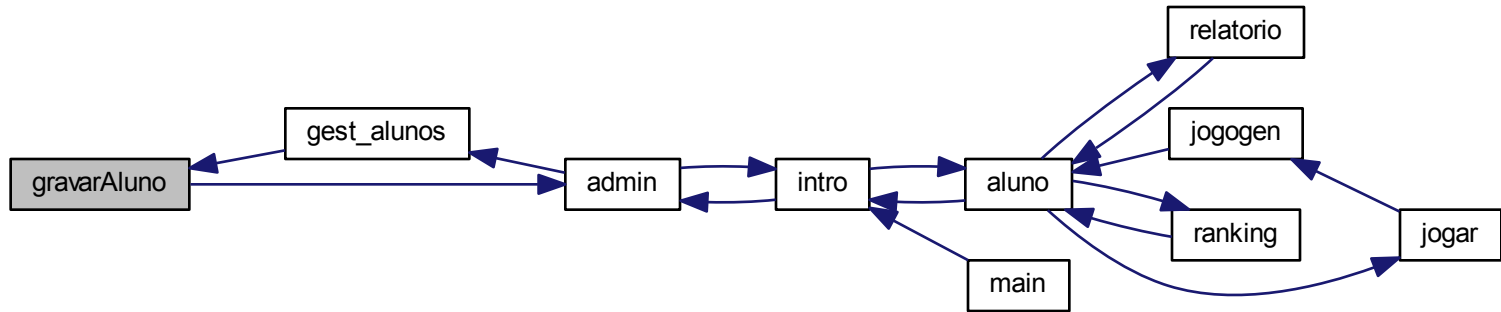 relatorio
gest_alunos
jogogen
gravarAluno
admin
intro
aluno
ranking
jogar
main